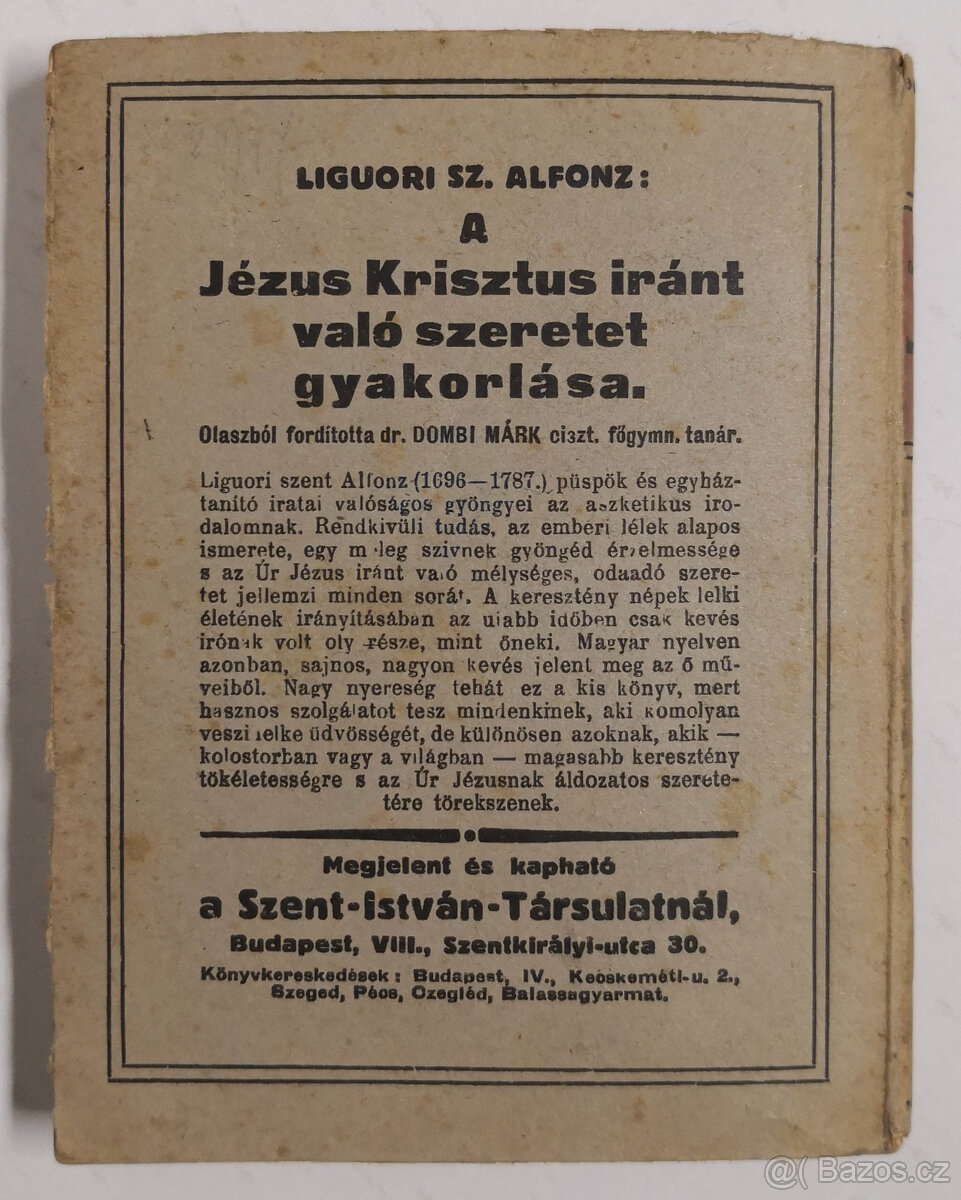 LIGUORI SZ. ALFONZ:
A
Jézus Krisztus iránt
való szeretet
gyakorlása.
Olaszból fordította dr. DOMBI MÁRK ciszt. főgymn. tanár.
Liguori szent Alfonz (1696—1787.) püspök és egyház-
tanító iratai valóságos gyöngyei az aszketikus iro-
dalomnak. Rendkivüli tudás, az emberi lélek alapos
ismerete, egy meleg szivnek gyöngéd érzelmessége
s az Úr Jézus iránt való mélységes, odaadó szere-
tet jellemzi minden sorát. A keresztény népek lelki
életének irányításában az ujabb időben csak kevés
irónak volt oly része, mint őneki. Magyar nyelven
azonban, sajnos, nagyon kevés jelent meg az ő mű-
veiből. Nagy nyereség tehát ez a kis könyv, mert
hasznos szolgálatot tesz mindenkinek, aki komolyan
veszi lelke üdvösségét, de különösen azoknak, akik —
kolostorban vagy a világban — magasabb keresztény
tökéletességre s az Úr Jézusnak áldozatos szerete-
tére törekszenek.
Megjelent és kapható
a Szent-István-Társulatnál,
Budapest, VIII., Szentkirályi-utca 30.
Könyvkereskedések: Budapest, IV., Kecskeméti-u. 2.,
Szeged, Pécs, Czegléd, Balassagyarmat.
@( Bazos.cz